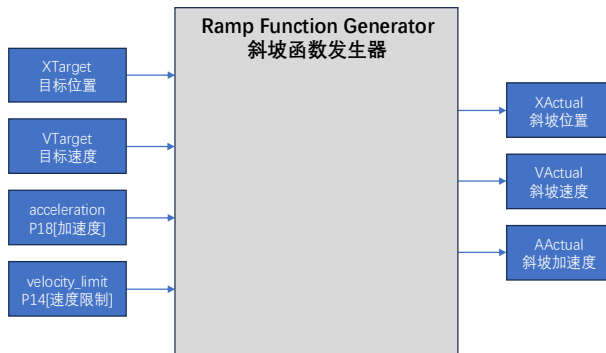 Ramp Function Generator
斜坡函数发生器
XTarget
目标位置
VTarget
目标速度
acceleration
P18[加速度]
velocity_limit
P14[速度限制]
XActual
斜坡位置
VActual
斜坡速度
AActual
斜坡加速度